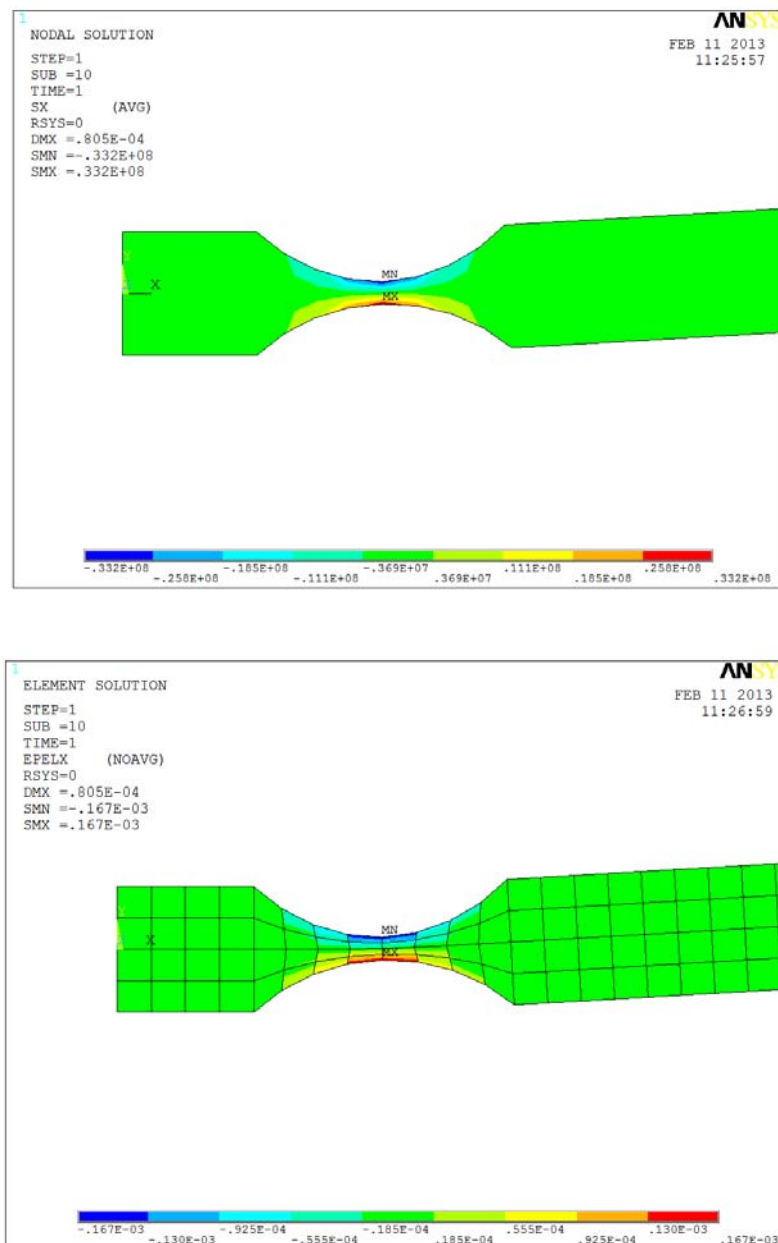 1
ANSYS
NODAL SOLUTION
FEB 11 2013
11:25:57
STEP=1
SUB =10
TIME=1
SX (AVG)
RSYS=0
DMX =.805E-04
SMN =-.332E+08
SMX =.332E+08
Y
X
MN
MX
-.332E+08 -.185E+08 -.369E+07 .111E+08 .258E+08
-.258E+08 -.111E+08 .369E+07 .185E+08 .332E+08
1
ANSY
ELEMENT SOLUTION
FEB 11 2013
11:26:59
STEP=1
SUB =10
TIME=1
EPELX (NOAVG)
RSYS=0
DMX =.805E-04
SMN =-.167E-03
SMX =.167E-03
Y
X
MN
MX
-.167E-03 -.925E-04 -.185E-04 .555E-04 .130E-03
-.130E-03 -.555E-04 .185E-04 .925E-04 .167E-03